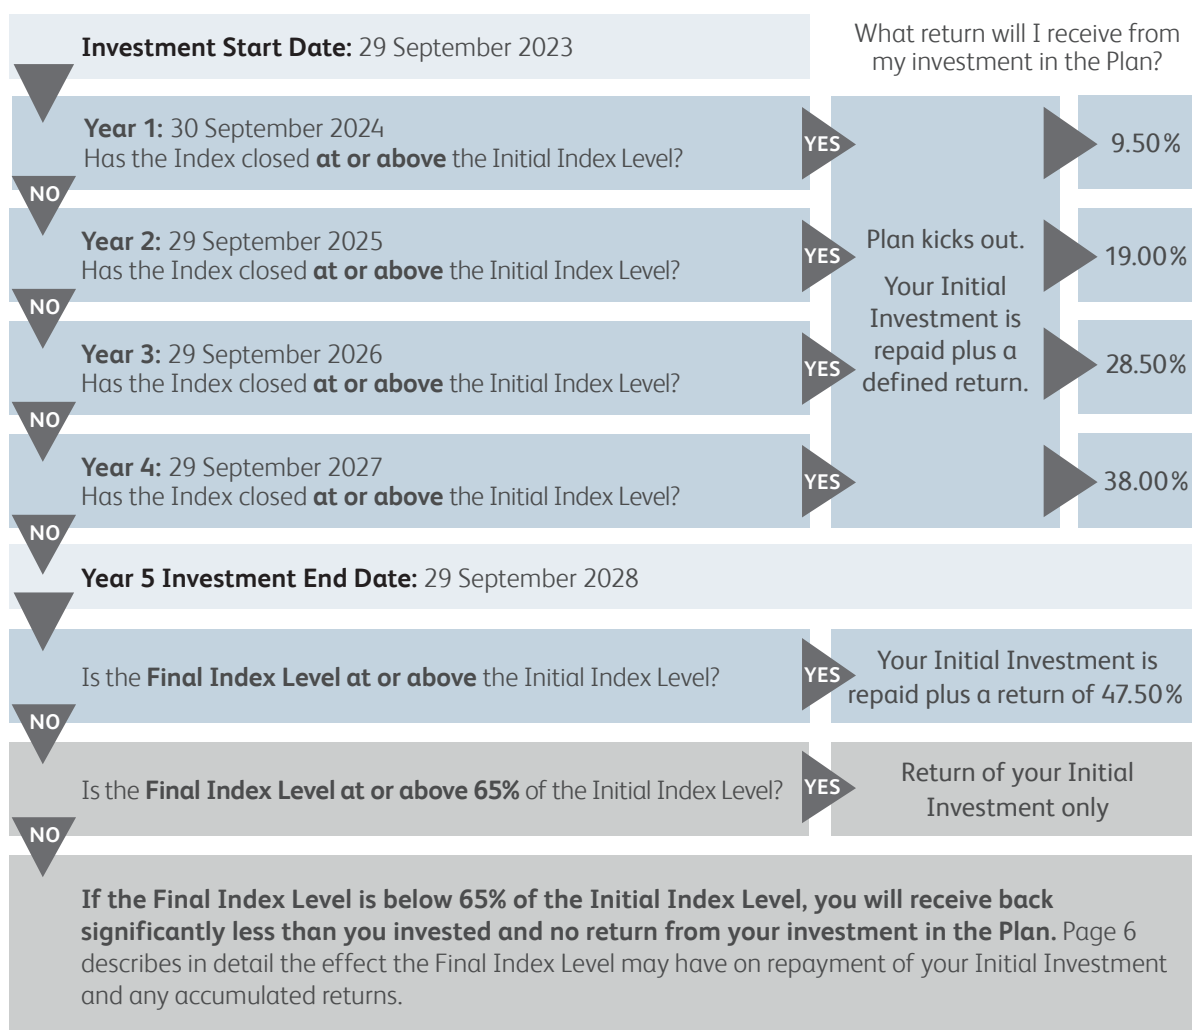 Investment Start Date: 29 September 2023
What return will I receive from
my investment in the Plan?
Year 1: 30 September 2024
Has the Index closed at or above the Initial Index Level?
YES
9.50%
NO
Year 2: 29 September 2025
Has the Index closed at or above the Initial Index Level?
YES
Plan kicks out.
Your Initial
Investment is
repaid plus a
defined return.
19.00%
NO
Year 3: 29 September 2026
Has the Index closed at or above the Initial Index Level?
YES
28.50%
NO
Year 4: 29 September 2027
Has the Index closed at or above the Initial Index Level?
YES
38.00%
NO
Year 5 Investment End Date: 29 September 2028
Is the Final Index Level at or above the Initial Index Level?
YES
Your Initial Investment is
repaid plus a return of 47.50%
NO
Is the Final Index Level at or above 65% of the Initial Index Level?
YES
Return of your Initial
Investment only
NO
If the Final Index Level is below 65% of the Initial Index Level, you will receive back
significantly less than you invested and no return from your investment in the Plan. Page 6
describes in detail the effect the Final Index Level may have on repayment of your Initial Investment
and any accumulated returns.